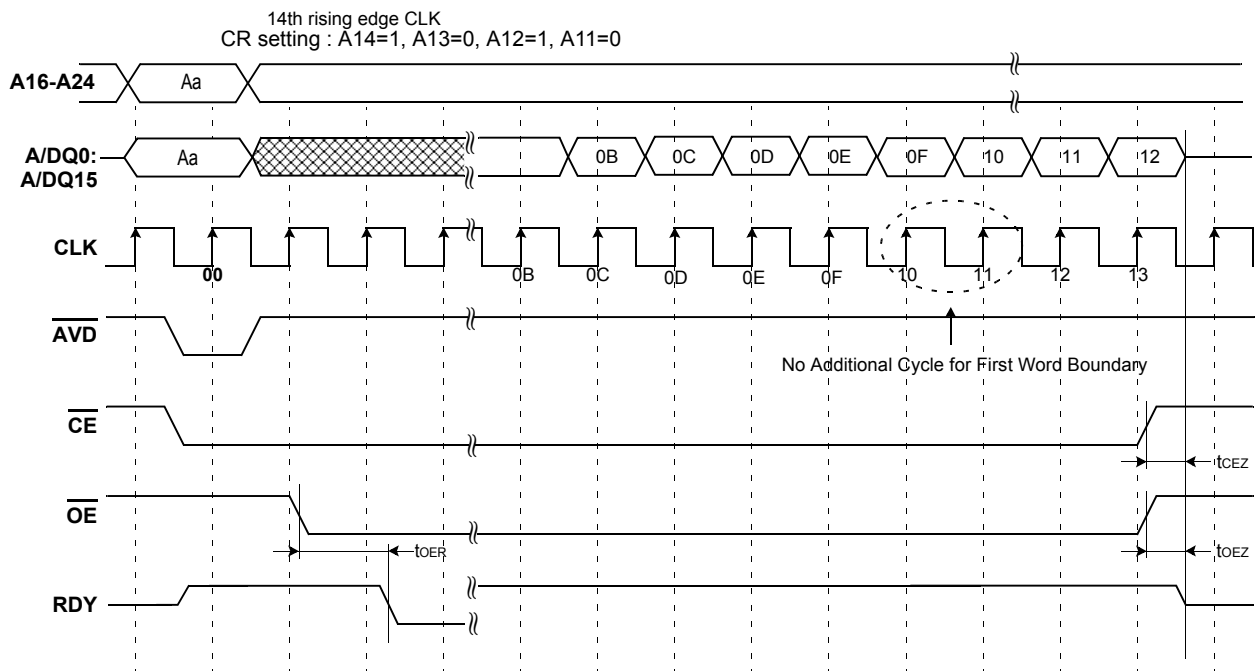 14th rising edge CLK
CR setting : A14=1, A13=0, A12=1, A11=0
A16-A24 Aa
A/DQ0: Aa 0B 0C 0D 0E 0F 10 11 12
A/DQ15
CLK
00 0B 0C 0D 0E 0F 10 11 12 13
AVD
No Additional Cycle for First Word Boundary
CE
tCEZ
OE
tOER tOEZ
RDY